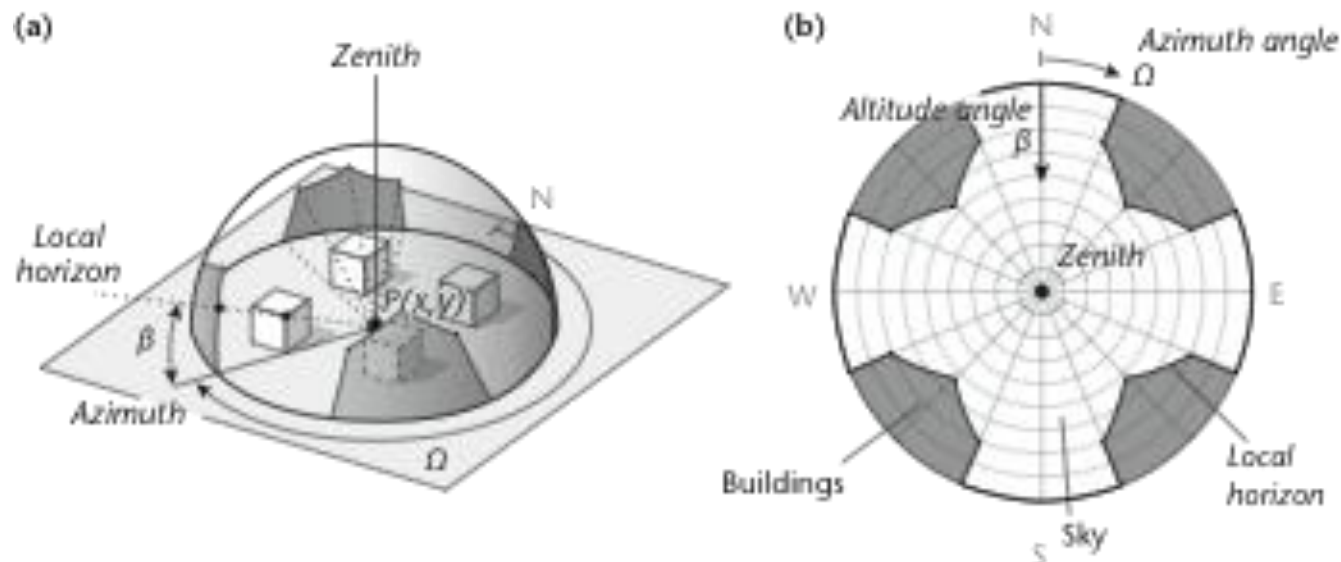 (a)
Zenith
N
Local
horizon
P(x,y)
β
Azimuth
Ω
(b)
N
Azimuth angle
Ω
Altitude angle
β
Zenith
W
E
Buildings
Local
horizon
Sky
S